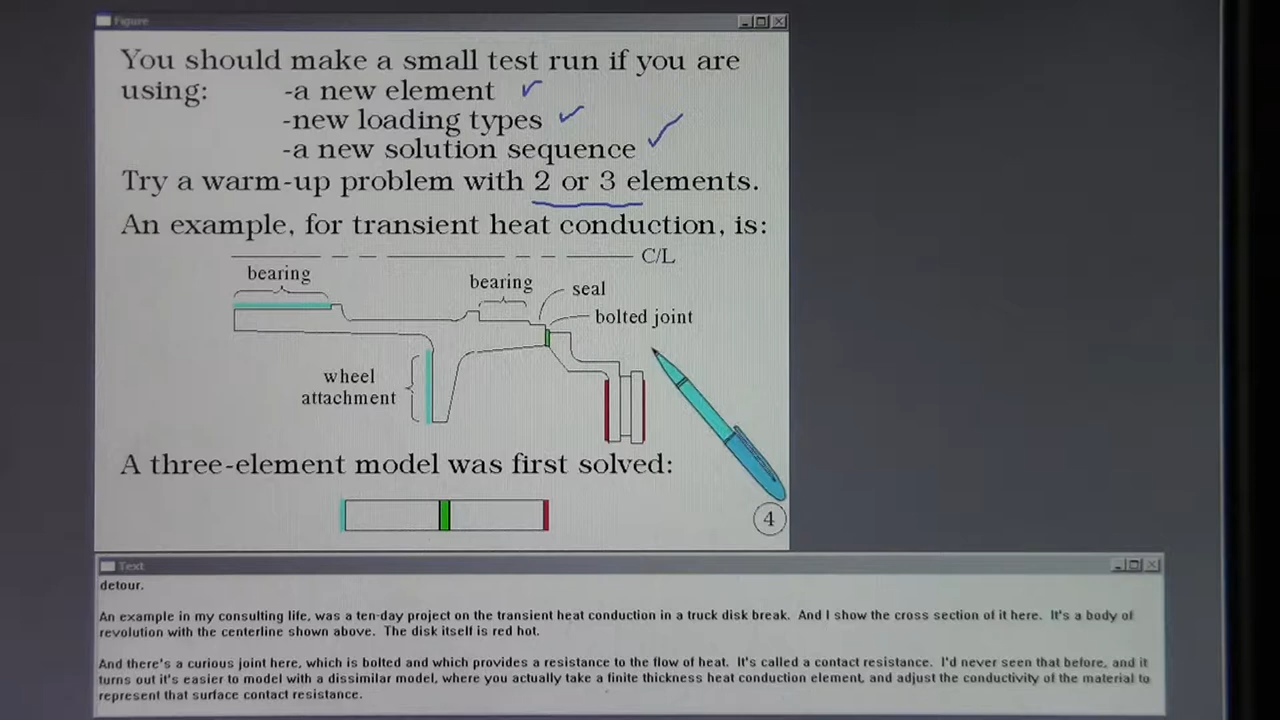 Figure
You should make a small test run if you are
using: -a new element
-new loading types
-a new solution sequence
Try a warm-up problem with 2 or 3 elements.
An example, for transient heat conduction, is:
C/L
bearing
bearing
seal
bolted joint
wheel
attachment
A three-element model was first solved:
4
Text
detour.
An example in my consulting life, was a ten-day project on the transient heat conduction in a truck disk break. And I show the cross section of it here. It's a body of
revolution with the centerline shown above. The disk itself is red hot.
And there's a curious joint here, which is bolted and which provides a resistance to the flow of heat. It's called a contact resistance. I'd never seen that before, and it
turns out it's easier to model with a dissimilar model, where you actually take a finite thickness heat conduction element, and adjust the conductivity of the material to
represent that surface contact resistance.